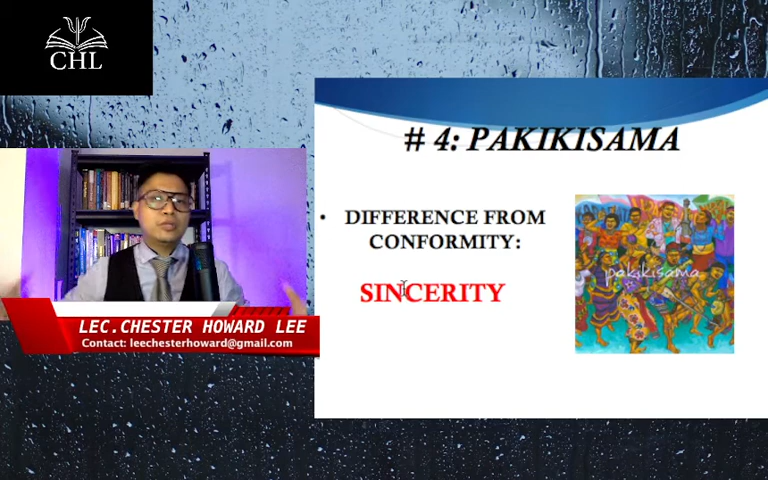 CHL
# 4: PAKIKISAMA
• DIFFERENCE FROM
CONFORMITY:
SINCERITY
pakikisama
LEC.CHESTER HOWARD LEE
Contact: leechesterhoward@gmail.com